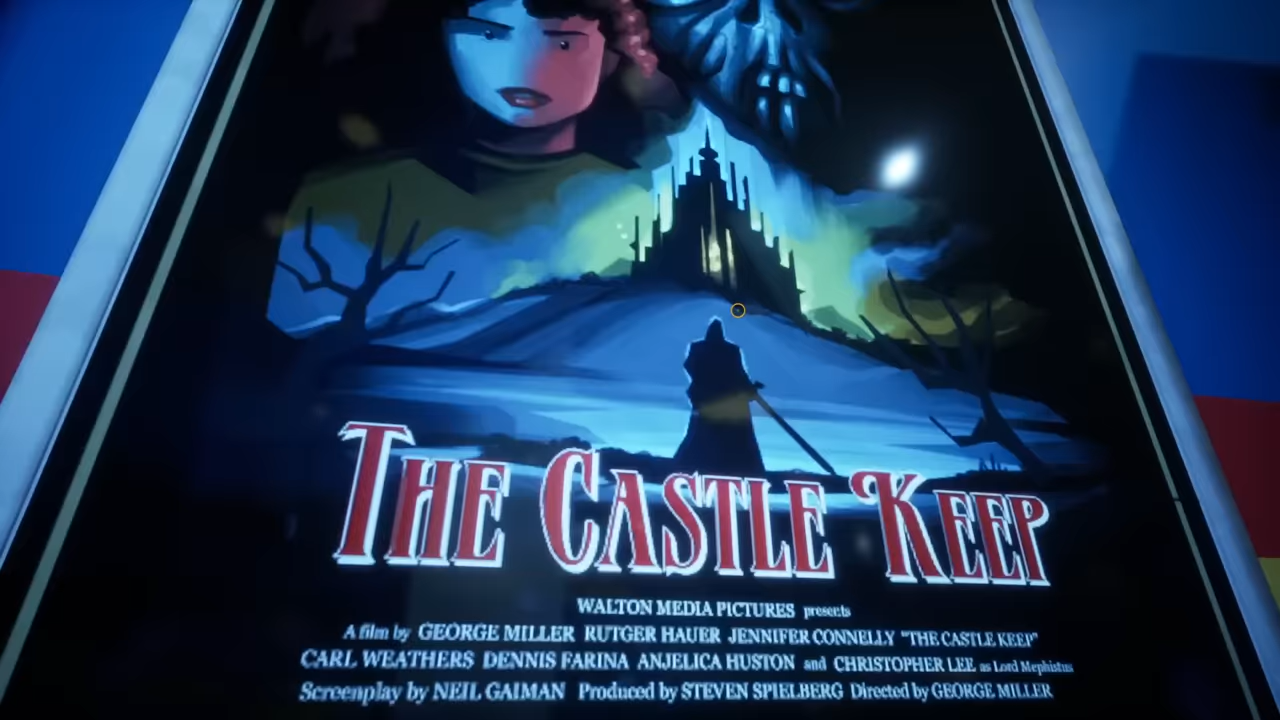 THE CASTLE KEEP
WALTON MEDIA PICTURES presents
A film by GEORGE MILLER RUTGER HAUER JENNIFER CONNELLY "THE CASTLE KEEP"
CARL WEATHERS DENNIS FARINA ANJELICA HUSTON and CHRISTOPHER LEE as Lord Mephistus
Screenplay by NEIL GAIMAN Produced by STEVEN SPIELBERG Directed by GEORGE MILLER